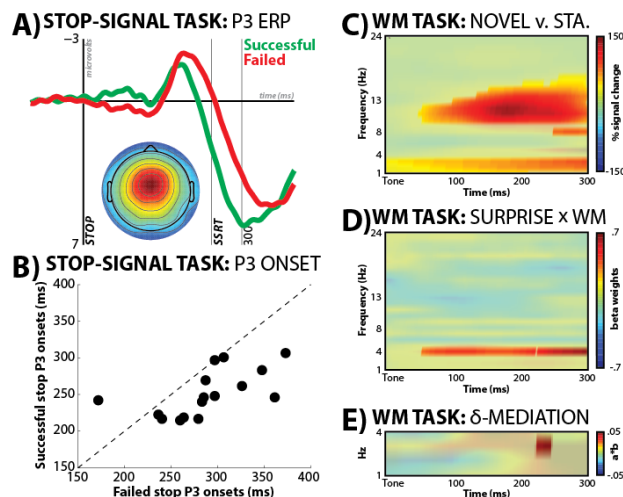 A) STOP-SIGNAL TASK: P3 ERP
−3
microvolts
Successful
Failed
time (ms)
STOP
SSRT
300
7
B) STOP-SIGNAL TASK: P3 ONSET
Successful stop P3 onsets (ms)
400
350
300
250
200
150
150 200 250 300 350 400
Failed stop P3 onsets (ms)
C) WM TASK: NOVEL v. STA.
Frequency (Hz)
24
13
4
1
Tone 100 200 300
Time (ms)
150
-150
% signal change
D) WM TASK: SURPRISE x WM
Frequency (Hz)
24
13
8
4
1
Tone 100 200 300
Time (ms)
.7
-.7
beta weights
E) WM TASK: δ-MEDIATION
Hz
4
1
Tone 100 200 300
Time (ms)
.05
-.05
a*b